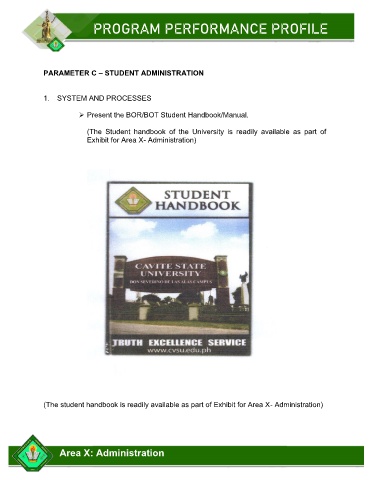 PROGRAM PERFORMANCE PROFILE
PARAMETER C – STUDENT ADMINISTRATION
1. SYSTEM AND PROCESSES
➢ Present the BOR/BOT Student Handbook/Manual.
(The Student handbook of the University is readily available as part of
Exhibit for Area X- Administration)
STUDENT
HANDBOOK
CAVITE STATE
UNIVERSITY
DON SEVERINO DE LAS ALAS CAMPUS
TRUTH EXCELLENCE SERVICE
www.cvsu.edu.ph
(The student handbook is readily available as part of Exhibit for Area X- Administration)
Area X: Administration